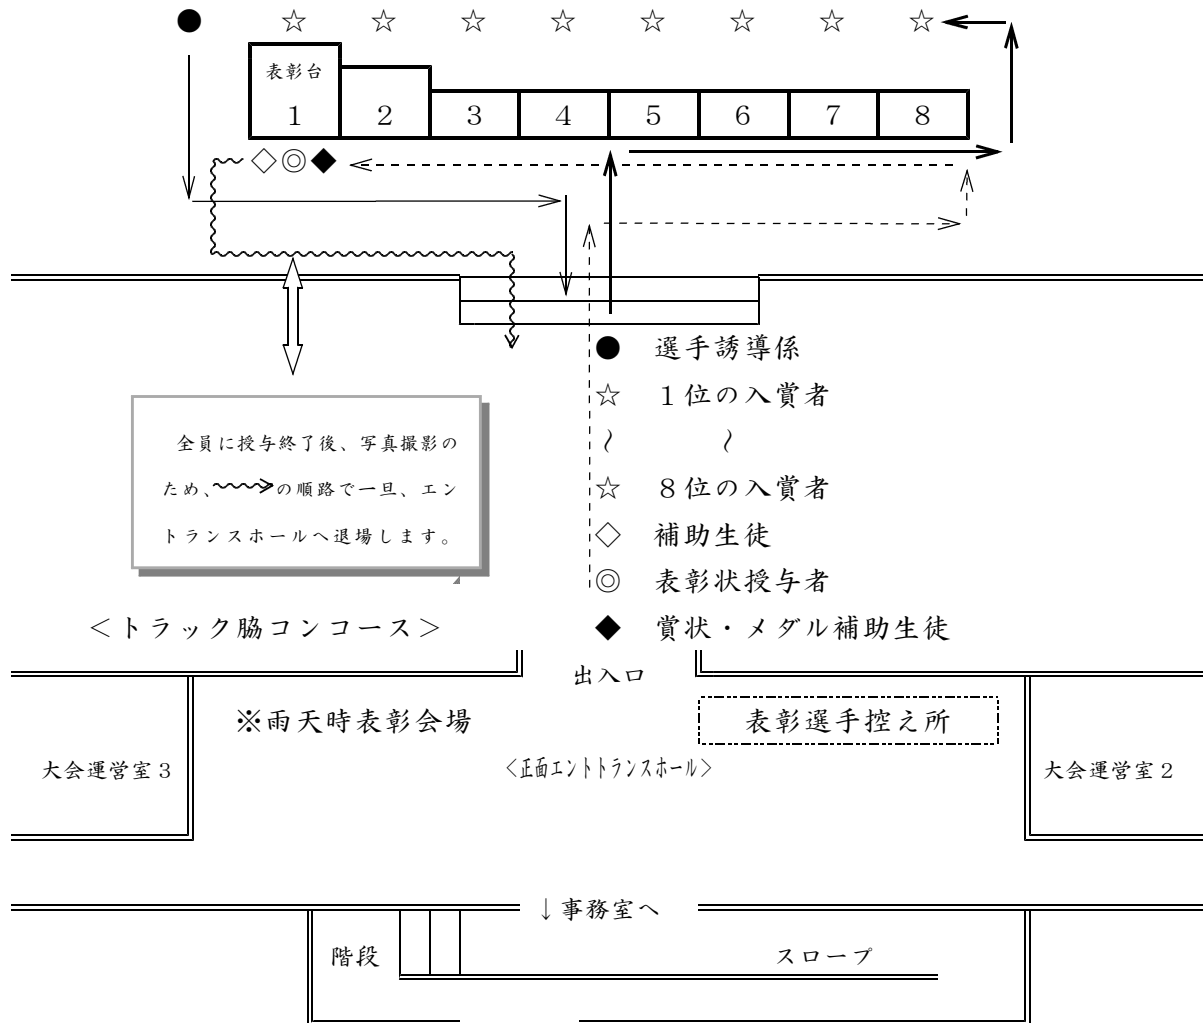 ● ☆ ☆ ☆ ☆ ☆ ☆ ☆ ☆
表彰台
1 2 3 4 5 6 7 8
◇◎◆
● 選手誘導係
☆ 1位の入賞者
～ ～
☆ 8位の入賞者
◇ 補助生徒
◎ 表彰状授与者
◆ 賞状・メダル補助生徒
全員に授与終了後、写真撮影の
ため、の順路で一旦、エン
トランスホールへ退場します。
＜トラック脇コンコース＞
出入口
※雨天時表彰会場
表彰選手控え所
大会運営室3
＜正面エントトランスホール＞
大会運営室2
↓事務室へ
階段
スロープ